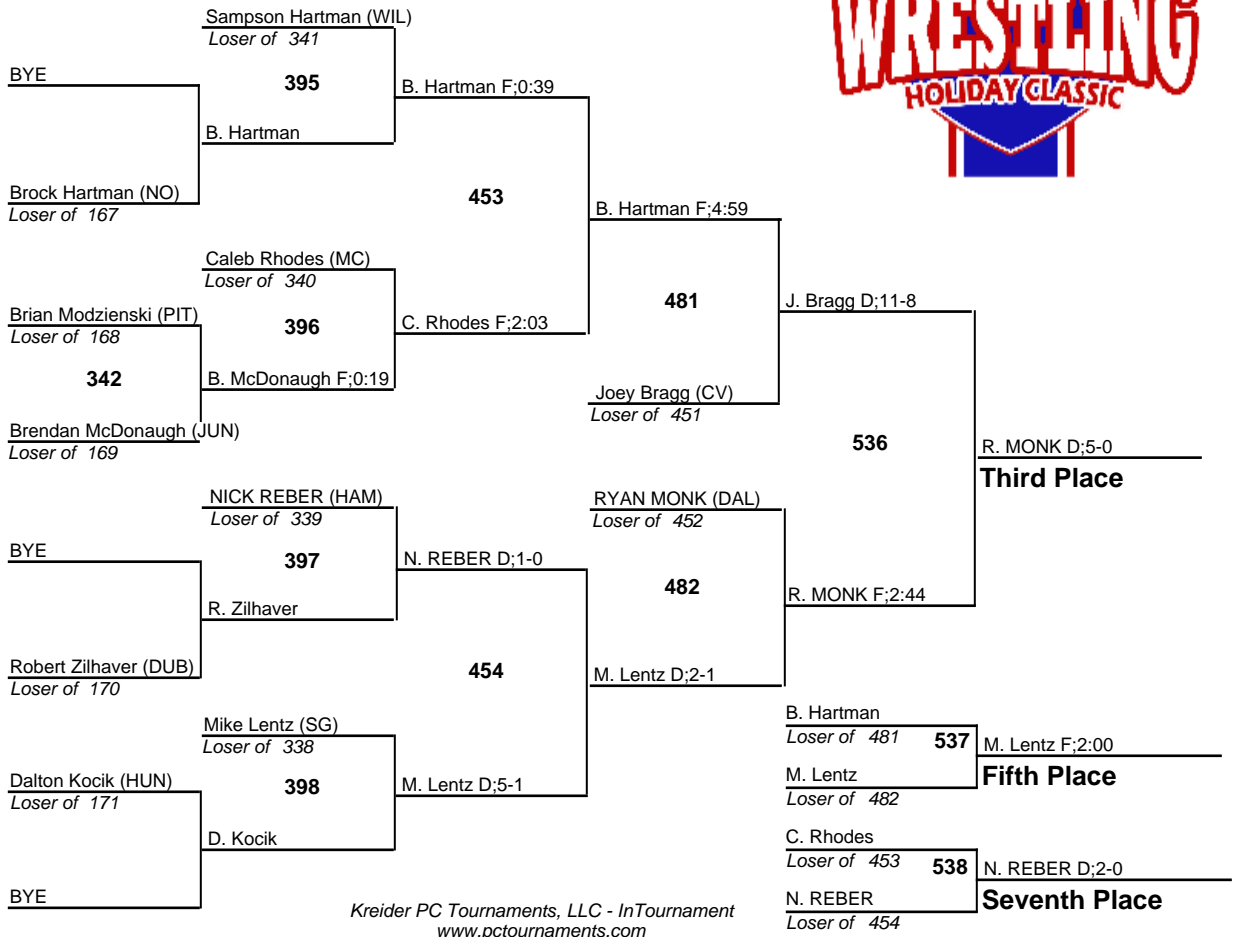 WRESTLING
HOLIDAY CLASSIC
Sampson Hartman (WIL)
Loser of 341
BYE
395
B. Hartman F;0:39
B. Hartman
Brock Hartman (NO)
Loser of 167
453
B. Hartman F;4:59
Caleb Rhodes (MC)
Loser of 340
Brian Modzienski (PIT)
Loser of 168
396
C. Rhodes F;2:03
481
J. Bragg D;11-8
342
B. McDonaugh F;0:19
Joey Bragg (CV)
Loser of 451
Brendan McDonaugh (JUN)
Loser of 169
536
R. MONK D;5-0
Third Place
NICK REBER (HAM)
Loser of 339
RYAN MONK (DAL)
Loser of 452
BYE
397
N. REBER D;1-0
482
R. Zilhaver
R. MONK F;2:44
Robert Zilhaver (DUB)
Loser of 170
454
M. Lentz D;2-1
Mike Lentz (SG)
Loser of 338
B. Hartman
Loser of 481
537
M. Lentz F;2:00
Fifth Place
Dalton Kocik (HUN)
Loser of 171
398
M. Lentz D;5-1
M. Lentz
Loser of 482
D. Kocik
C. Rhodes
Loser of 453
538
N. REBER D;2-0
Seventh Place
BYE
N. REBER
Loser of 454
Kreider PC Tournaments, LLC - InTournament
www.pctournaments.com